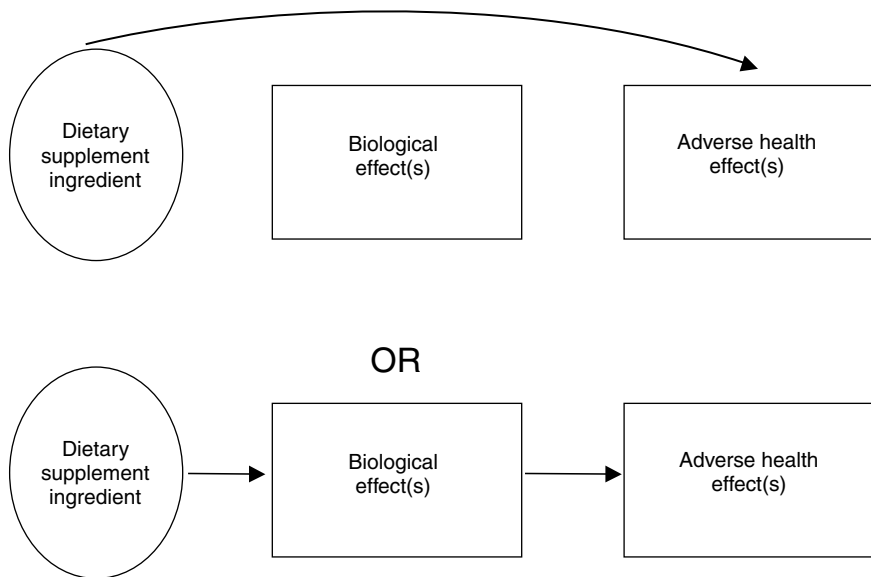 Dietary
supplement
ingredient
Biological
effect(s)
Adverse health
effect(s)
OR
Dietary
supplement
ingredient
Biological
effect(s)
Adverse health
effect(s)